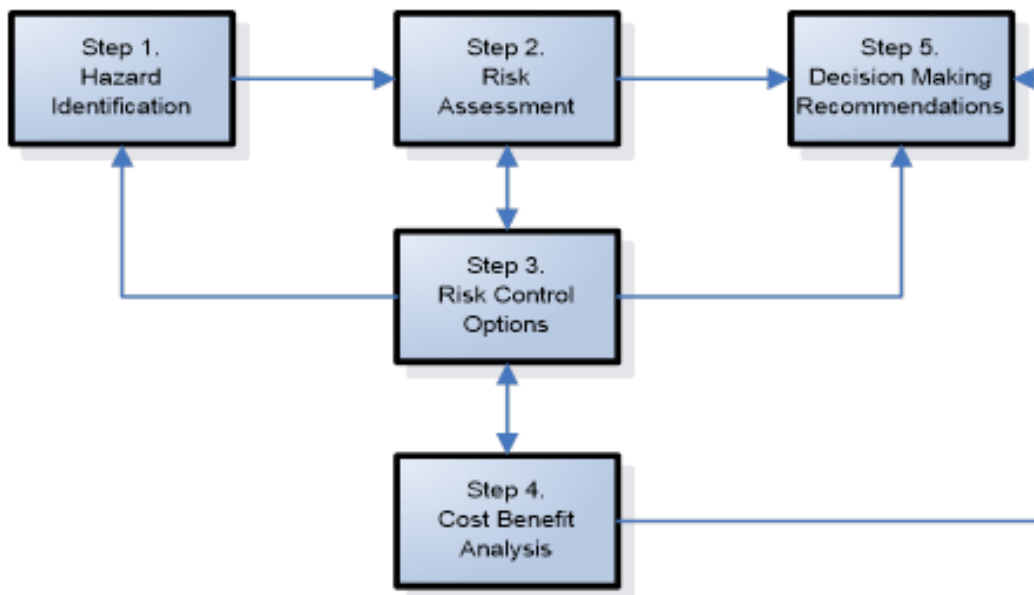 Step 1.
Hazard
Identification
Step 2.
Risk
Assessment
Step 5.
Decision Making
Recommendations
Step 3.
Risk Control
Options
Step 4.
Cost Benefit
Analysis